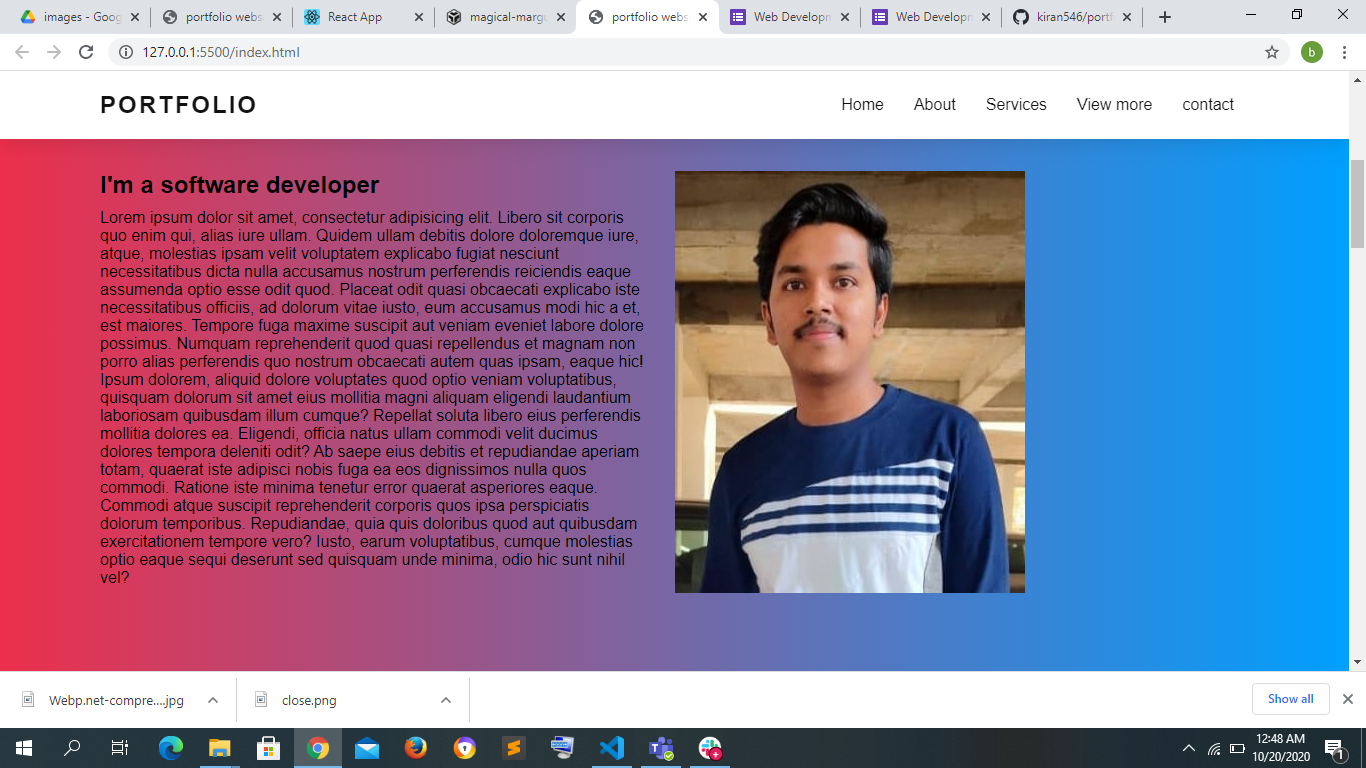 images - Goog
portfolio webs
React App
magical-margu
portfolio webs
Web Developm
Web Developm
kiran546/portf
127.0.0.1:5500/index.html
b
PORTFOLIO
Home
About
Services
View more
contact
I'm a software developer
Lorem ipsum dolor sit amet, consectetur adipisicing elit. Libero sit corporis
quo enim qui, alias iure ullam. Quidem ullam debitis dolore doloremque iure,
atque, molestias ipsam velit voluptatem explicabo fugiat nesciunt
necessitatibus dicta nulla accusamus nostrum perferendis reiciendis eaque
assumenda optio esse odit quod. Placeat odit quasi obcaecati explicabo iste
necessitatibus officiis, ad dolorum vitae iusto, eum accusamus modi hic a et,
est maiores. Tempore fuga maxime suscipit aut veniam eveniet labore dolore
possimus. Numquam reprehenderit quod quasi repellendus et magnam non
porro alias perferendis quo nostrum obcaecati autem quas ipsam, eaque hic!
Ipsum dolorem, aliquid dolore voluptates quod optio veniam voluptatibus,
quisquam dolorum sit amet eius mollitia magni aliquam eligendi laudantium
laboriosam quibusdam illum cumque? Repellat soluta libero eius perferendis
mollitia dolores ea. Eligendi, officia natus ullam commodi velit ducimus
dolores tempora deleniti odit? Ab saepe eius debitis et repudiandae aperiam
totam, quaerat iste adipisci nobis fuga ea eos dignissimos nulla quos
commodi. Ratione iste minima tenetur error quaerat asperiores eaque.
Commodi atque suscipit reprehenderit corporis quos ipsa perspiciatis
dolorum temporibus. Repudiandae, quia quis doloribus quod aut quibusdam
exercitationem tempore vero? Iusto, earum voluptatibus, cumque molestias
optio eaque sequi deserunt sed quisquam unde minima, odio hic sunt nihil
vel?
Webp.net-compre....jpg
close.png
Show all
12:48 AM
10/20/2020
1